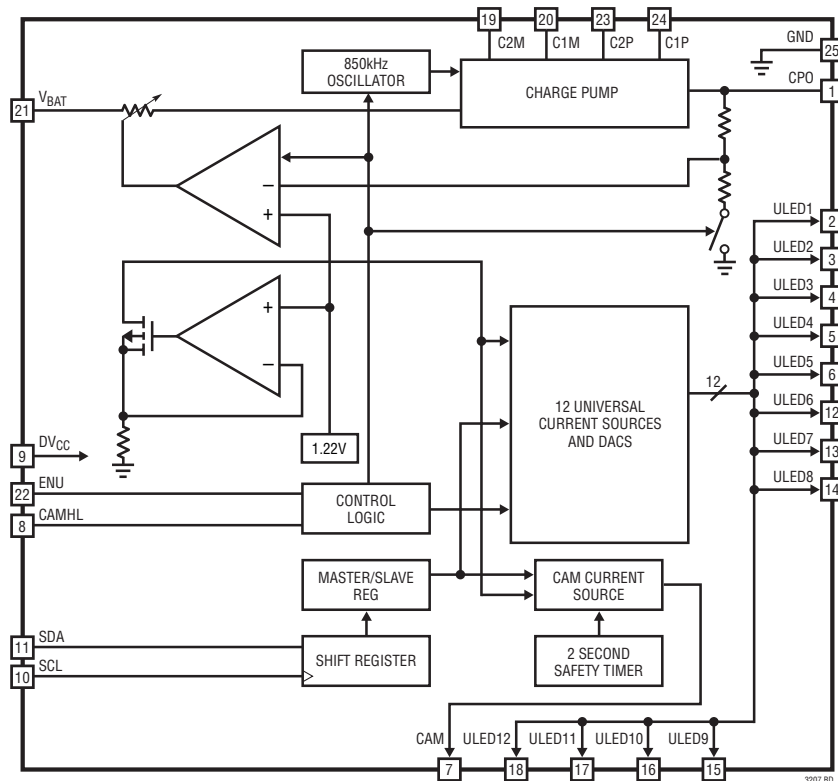 19 20 23 24
C2M C1M C2P C1P
GND 25
850kHz
OSCILLATOR
CHARGE PUMP
CPO 1
21 VBAT
–
+
ULED1 2
ULED2 3
ULED3 4
ULED4 5
ULED5 6
ULED6 12
ULED7 13
ULED8 14
+
–
12 UNIVERSAL
CURRENT SOURCES
AND DACS
12
1.22V
9 DVCC
22 ENU
8 CAMHL
CONTROL
LOGIC
MASTER/SLAVE
REG
CAM CURRENT
SOURCE
11 SDA
10 SCL
SHIFT REGISTER
2 SECOND
SAFETY TIMER
CAM ULED12 ULED11 ULED10 ULED9
7 18 17 16 15
3207 BD